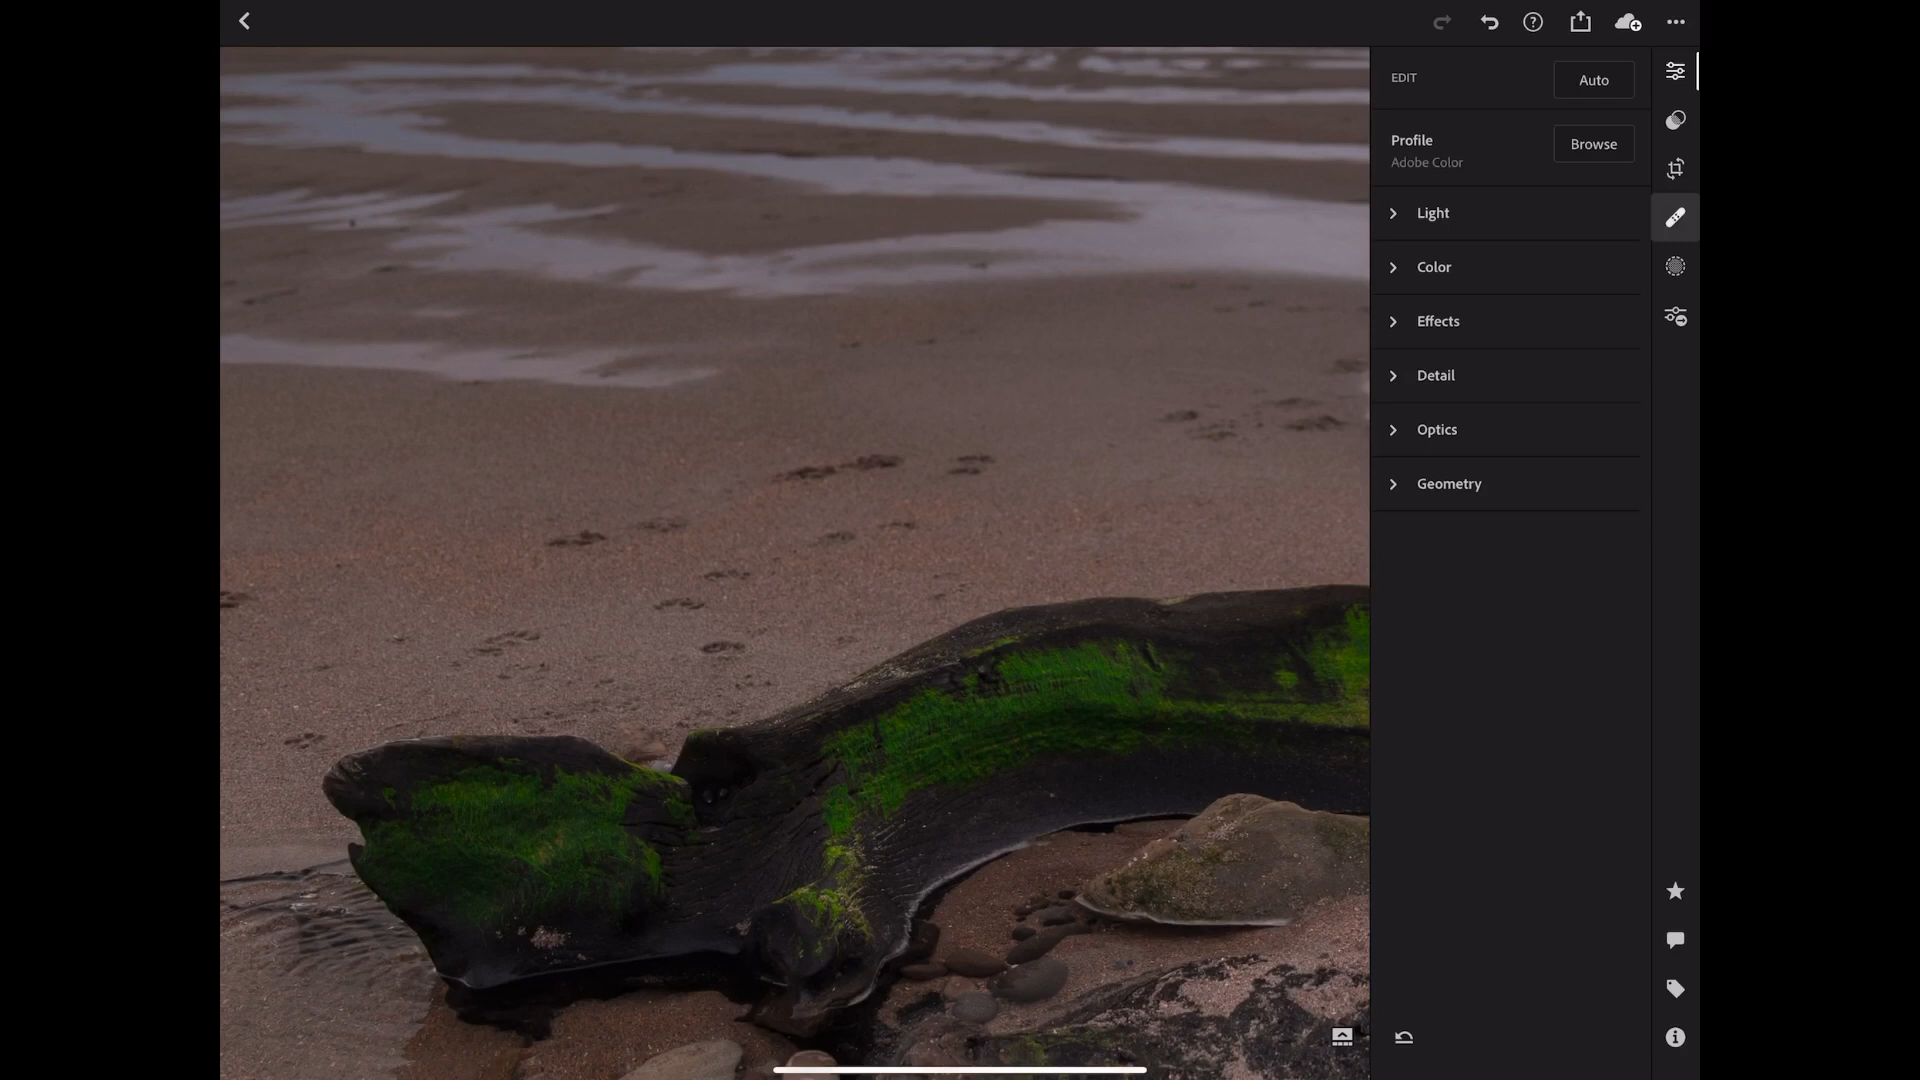 EDIT
Auto
Profile
Adobe Color
Browse
Light
Color
Effects
Detail
Optics
Geometry